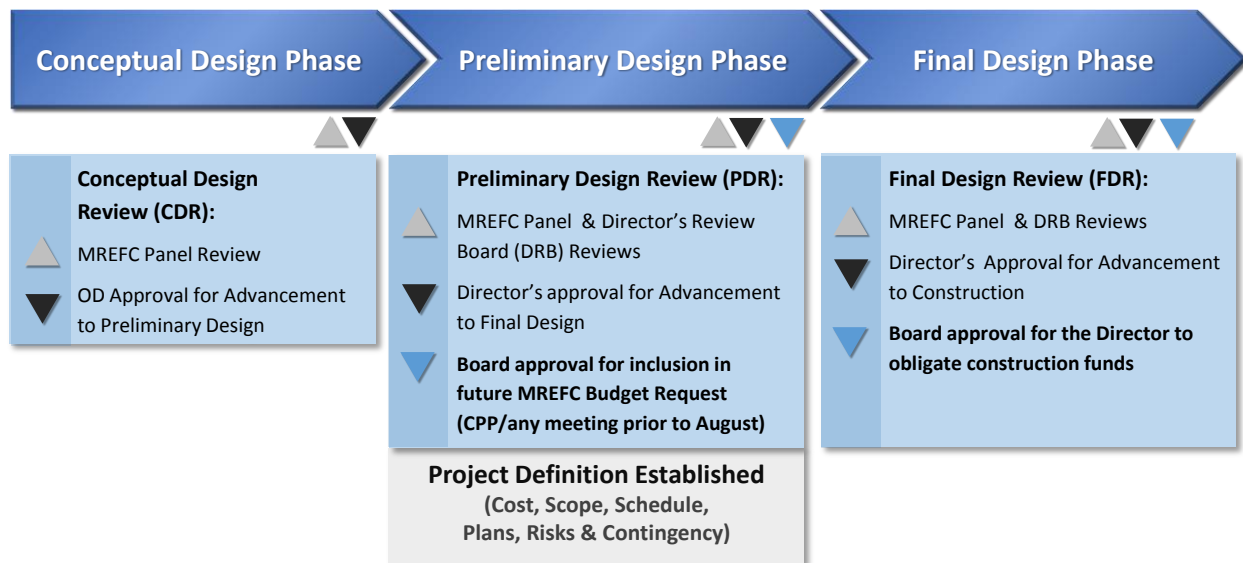 Conceptual Design Phase
Preliminary Design Phase
Final Design Phase
Conceptual Design
Review (CDR):
MREFC Panel Review
OD Approval for Advancement
to Preliminary Design
Preliminary Design Review (PDR):
MREFC Panel & Director's Review
Board (DRB) Reviews
Director's approval for Advancement
to Final Design
Board approval for inclusion in
future MREFC Budget Request
(CPP/any meeting prior to August)
Project Definition Established
(Cost, Scope, Schedule,
Plans, Risks & Contingency)
Final Design Review (FDR):
MREFC Panel & DRB Reviews
Director's Approval for Advancement
to Construction
Board approval for the Director to
obligate construction funds